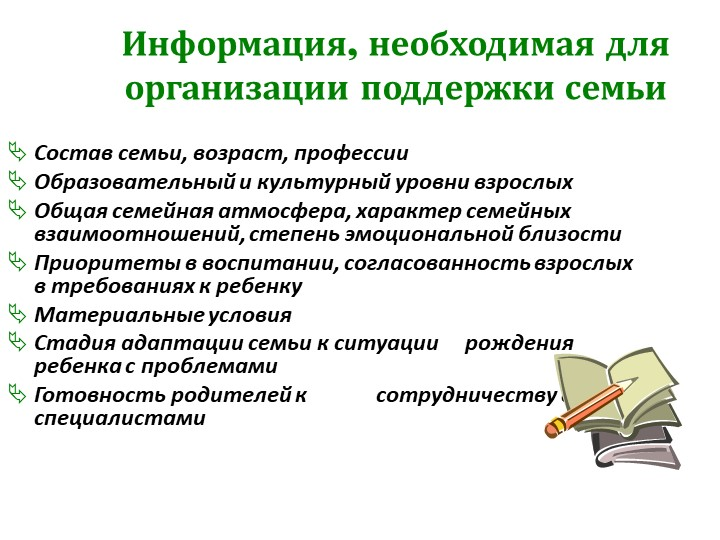 Информация, необходимая для
организации поддержки семьи
Состав семьи, возраст, профессии
Образовательный и культурный уровни взрослых
Общая семейная атмосфера, характер семейных
взаимоотношений, степень эмоциональной близости
Приоритеты в воспитании, согласованность взрослых
в требованиях к ребенку
Материальные условия
Стадия адаптации семьи к ситуации рождения
ребенка с проблемами
Готовность родителей к сотрудничеству
специалистами